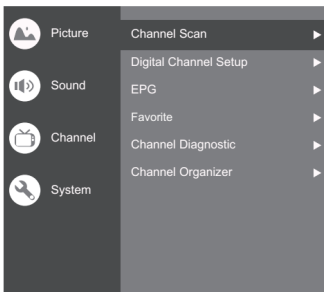 Picture
Sound
Channel
System
Channel Scan
Digital Channel Setup
EPG
Favorite
Channel Diagnostic
Channel Organizer